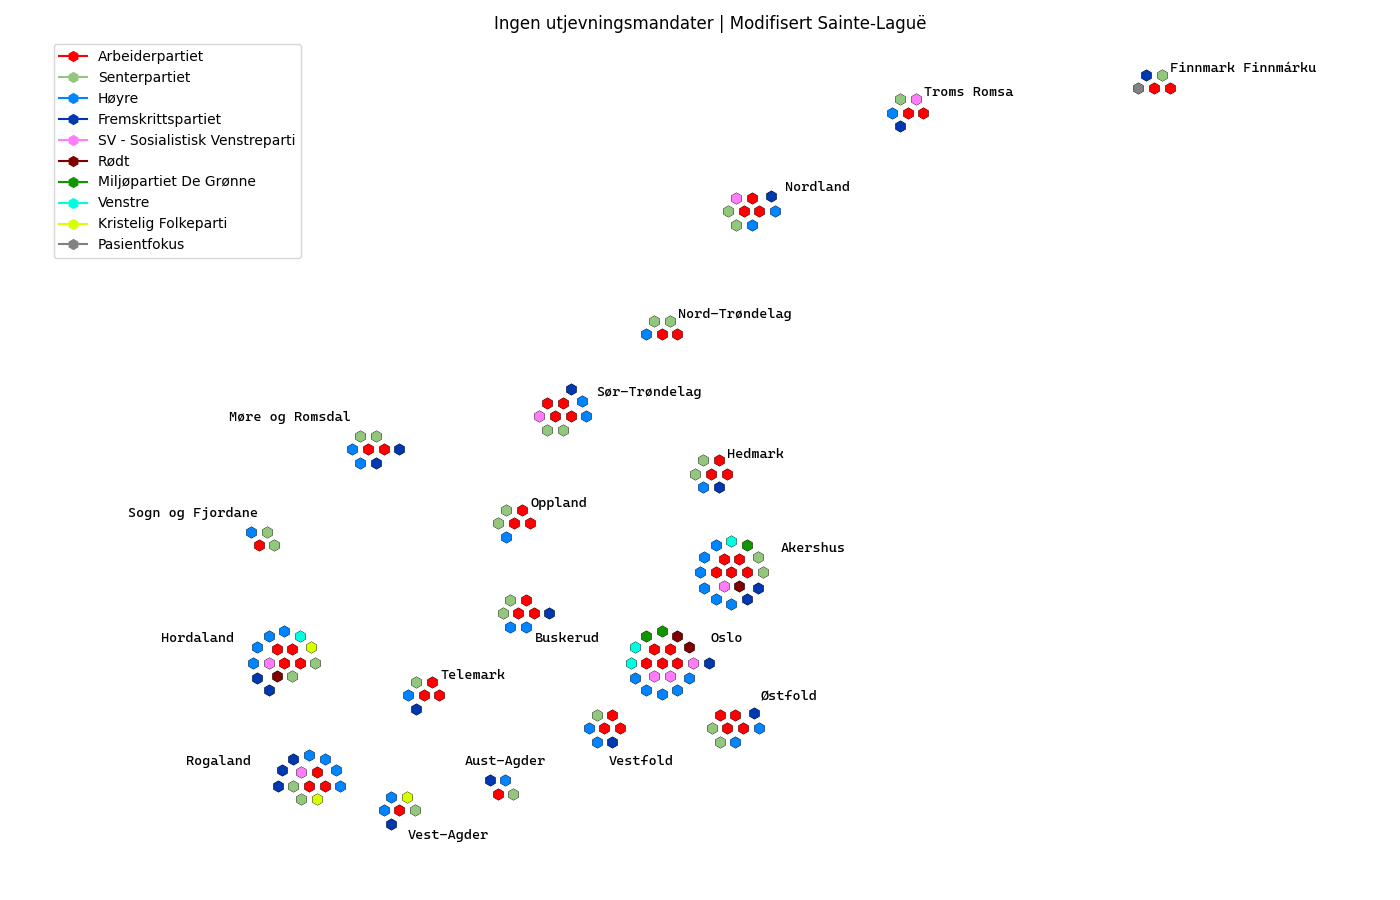 Ingen utjevningsmandater | Modifisert Sainte-Laguë
Arbeiderpartiet
Senterpartiet
Høyre
Fremskrittspartiet
SV - Sosialistisk Venstreparti
Rødt
Miljøpartiet De Grønne
Venstre
Kristelig Folkeparti
Pasientfokus
Finnmark Finnmárku
Troms Romsa
Nordland
Nord-Trøndelag
Sør-Trøndelag
Møre og Romsdal
Hedmark
Oppland
Sogn og Fjordane
Akershus
Buskerud
Hordaland
Oslo
Telemark
Østfold
Rogaland
Aust-Agder
Vestfold
Vest-Agder